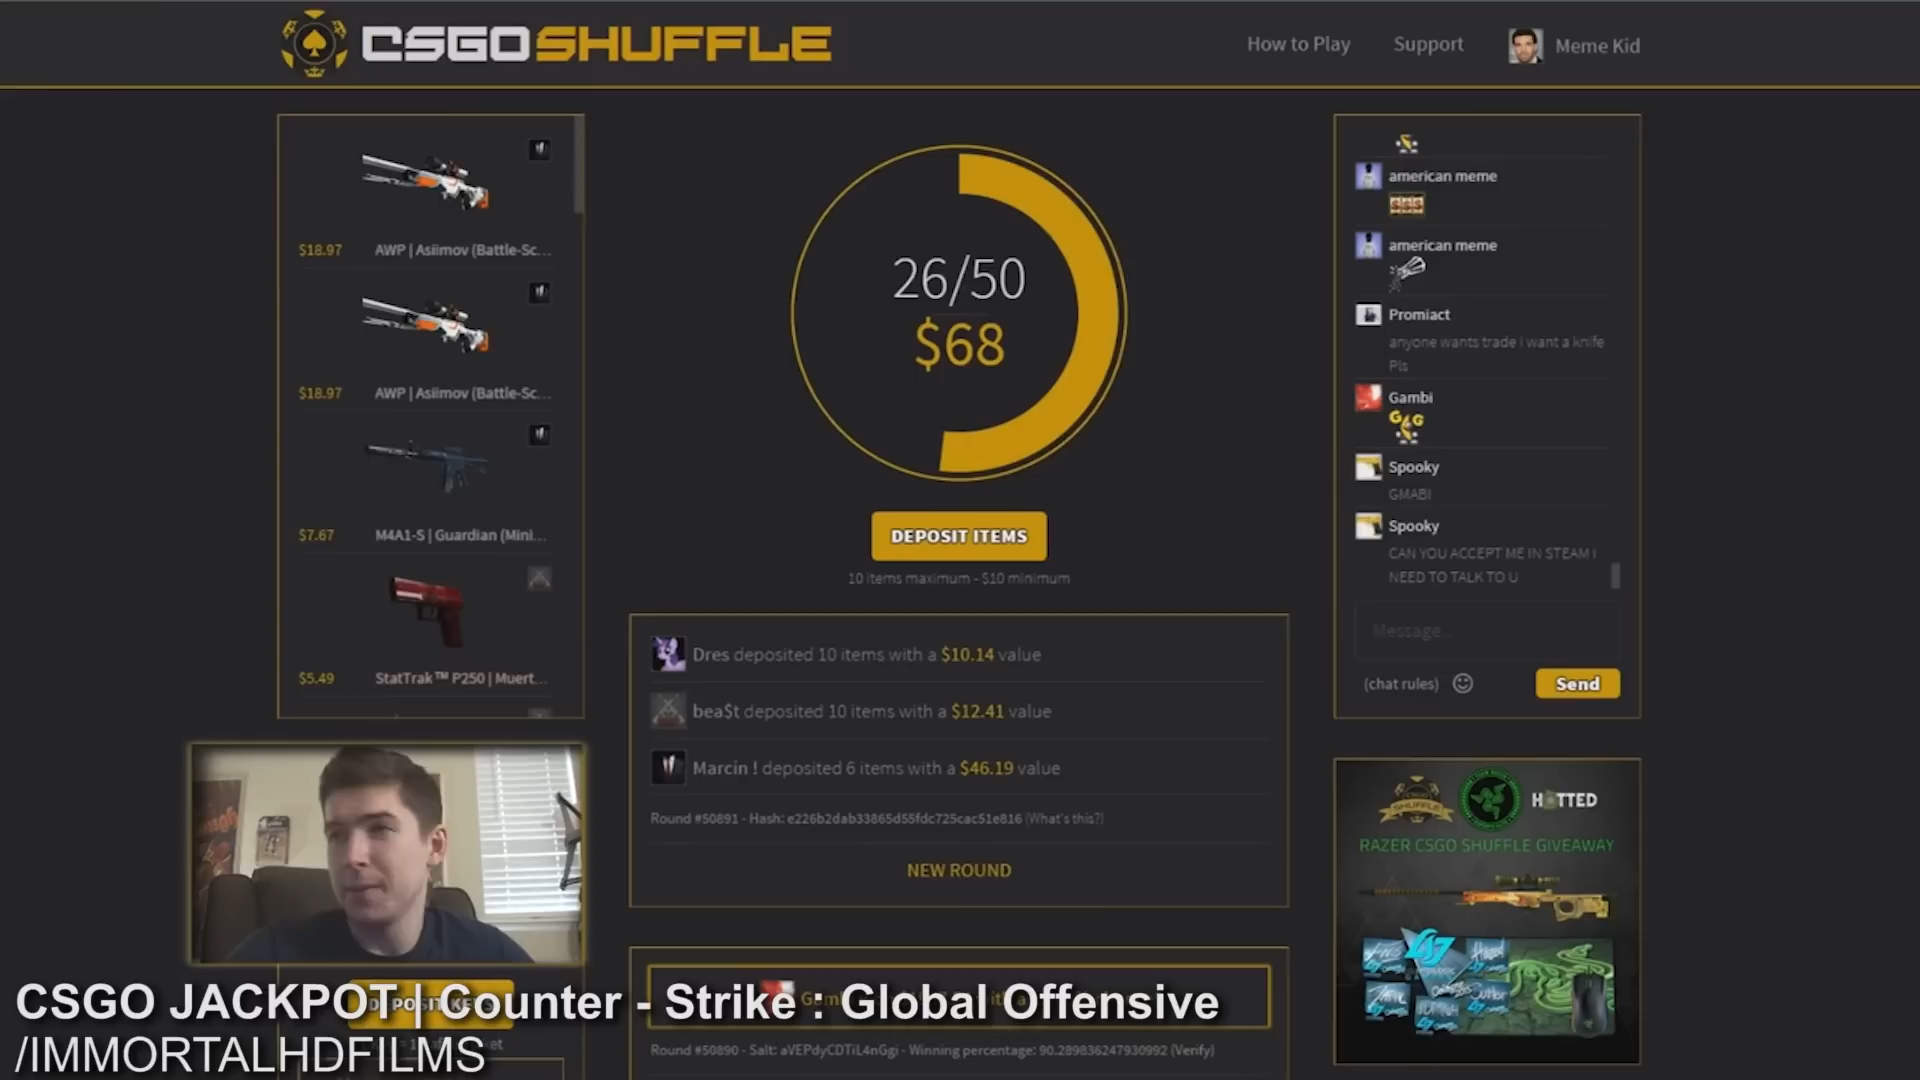 CSGOSHUFFLE
How to Play
Support
Meme Kid
$18.97 AWP | Asiimov (Battle-Sc...
$18.97 AWP | Asiimov (Battle-Sc...
$7.67 M4A1-S | Guardian (Mini...
$5.49 StatTrak™ P250 | Muert...
26/50
$68
DEPOSIT ITEMS
10 items maximum - $10 minimum
Dres deposited 10 items with a $10.14 value
bea$t deposited 10 items with a $12.41 value
Marcin ! deposited 6 items with a $46.19 value
Round #50891 - Hash: e226b2dab33865d55fdc725cac51e816 (What's this?)
NEW ROUND
Round #50890 - Salt: aVEPdyCDTiL4nGgi - Winning percentage: 90.289836247930992 (Verify)
american meme
american meme
Promiact
anyone wants trade i want a knife
Pls
Gambi
GLG
Spooky
GMABI
Spooky
CAN YOU ACCEPT ME IN STEAM I
NEED TO TALK TO U
Message...
(chat rules)
Send
SHUFFLE
HOTTED
RAZER CSGO SHUFFLE GIVEAWAY
CSGO JACKPOT | Counter - Strike : Global Offensive
/IMMORTALHDFILMS